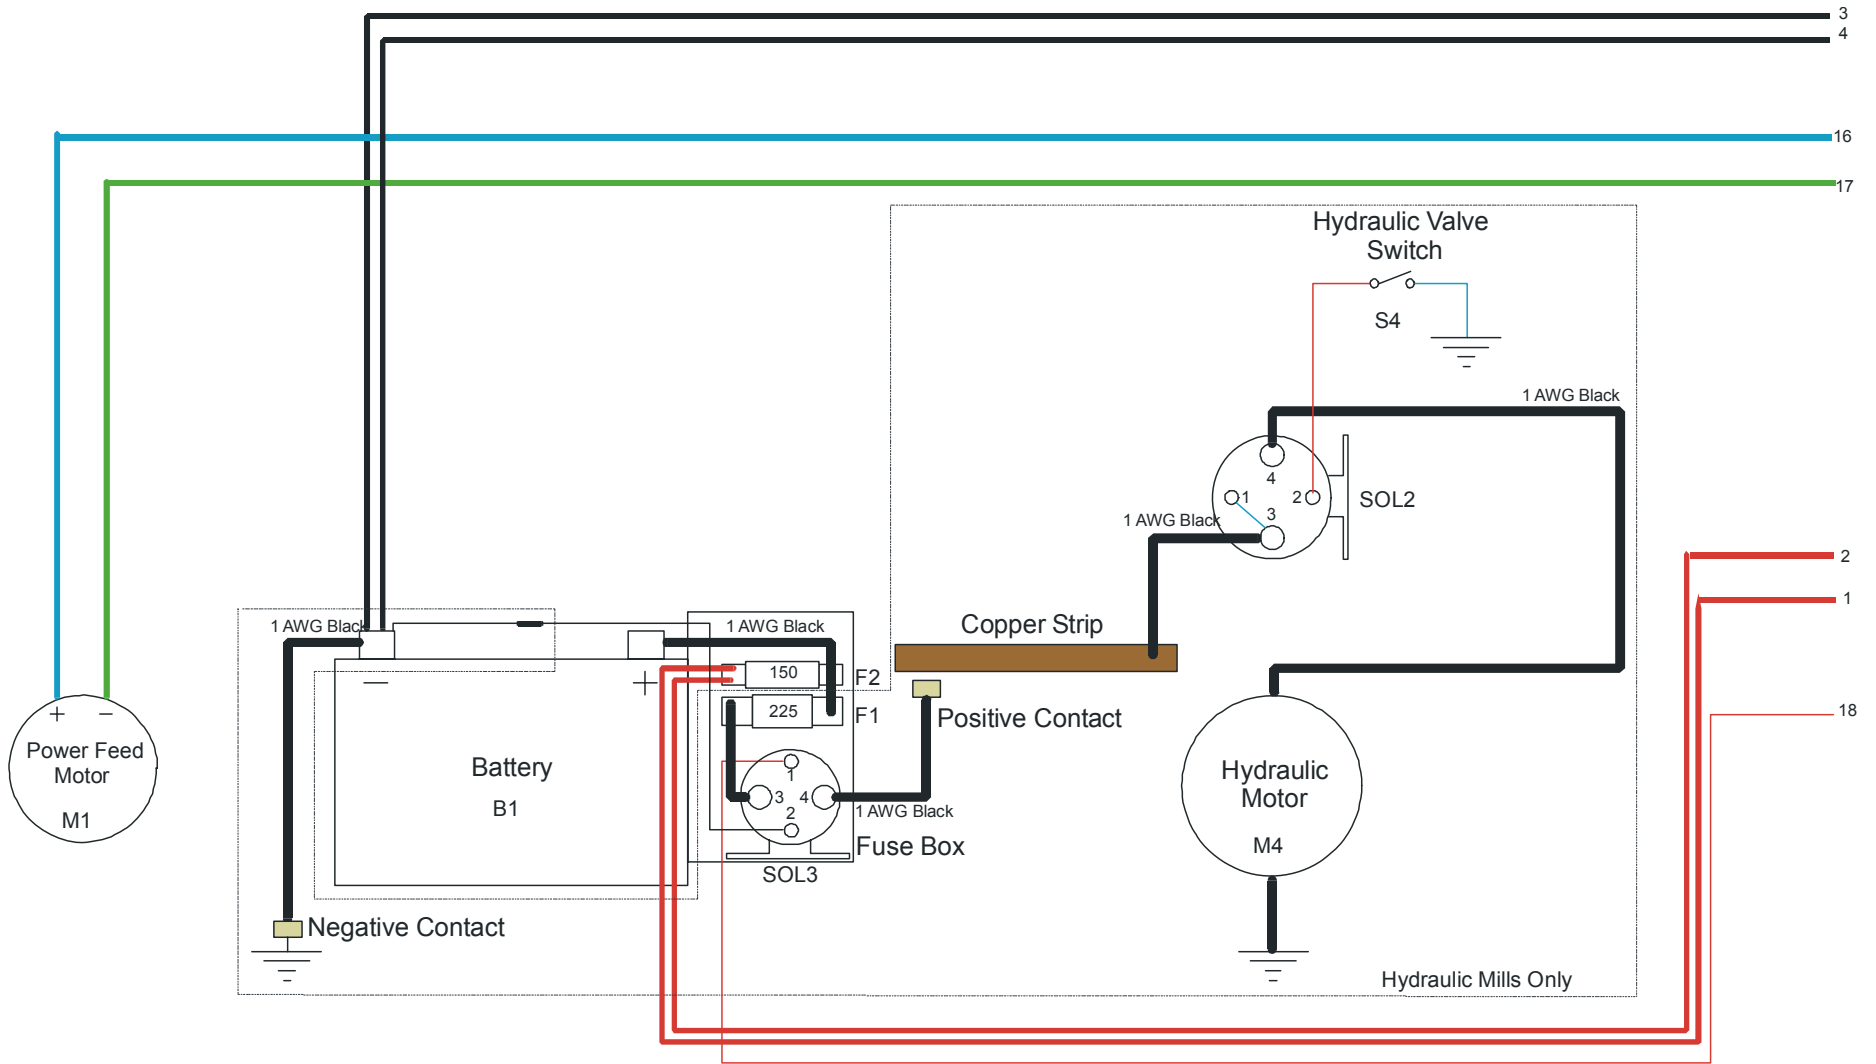 3
4
16
17
Hydraulic Valve
Switch
S4
1 AWG Black
4
1
2
3
SOL2
1 AWG Black
2
1
Copper Strip
1 AWG Black
1 AWG Black
150
F2
225
F1
Positive Contact
18
+ −
Power Feed
Motor
M1
− +
Battery
B1
1
3 4
2
1 AWG Black
Fuse Box
SOL3
Hydraulic
Motor
M4
Negative Contact
Hydraulic Mills Only